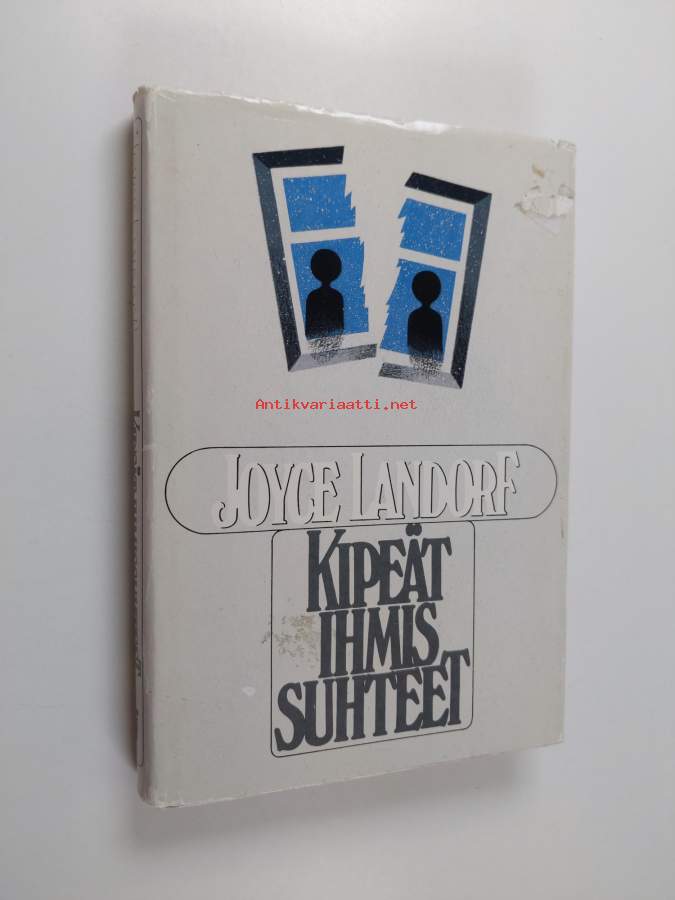 Antikvariaatti.net
JOYCE LANDORF
KIPEÄT
IHMIS
SUHTEET